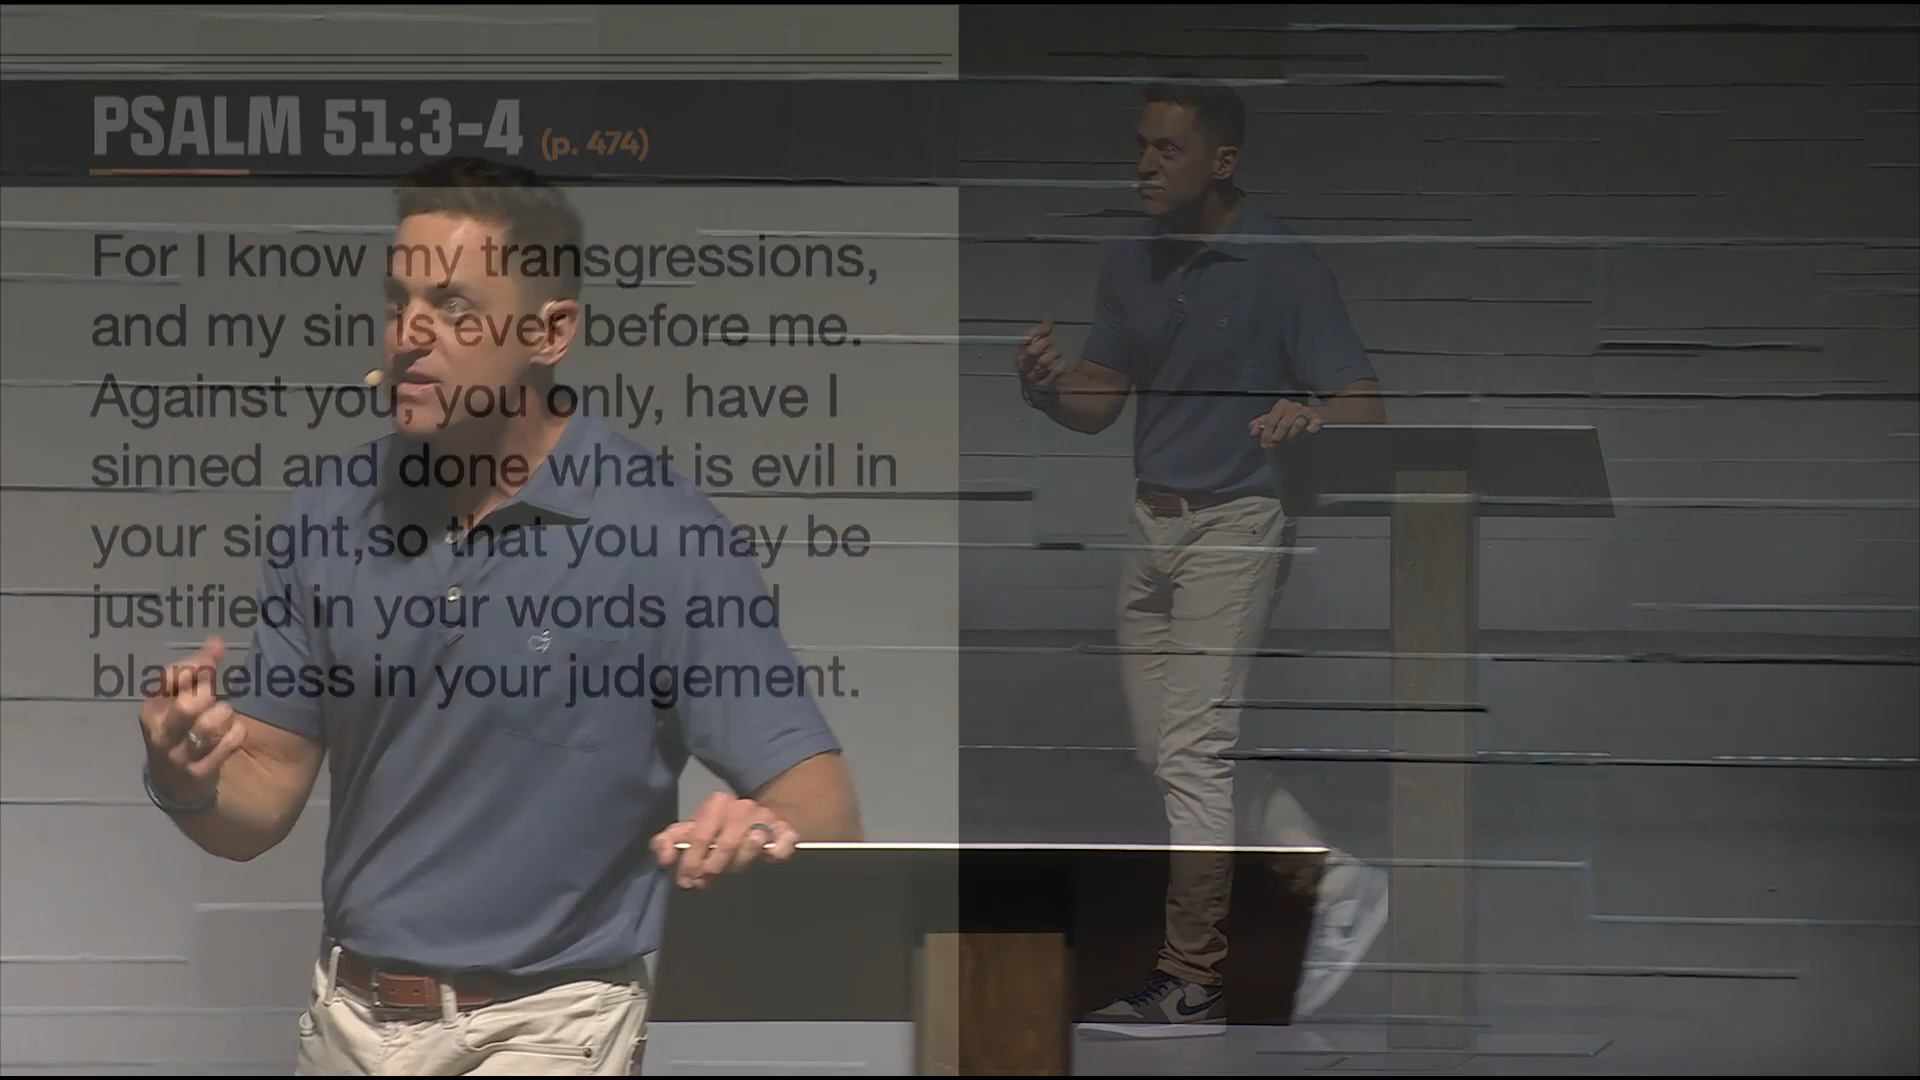 PSALM 51:3-4 (p. 474)
For I know my transgressions,
and my sin is ever before me.
Against you, you only, have I
sinned and done what is evil in
your sight,so that you may be
justified in your words and
blameless in your judgement.